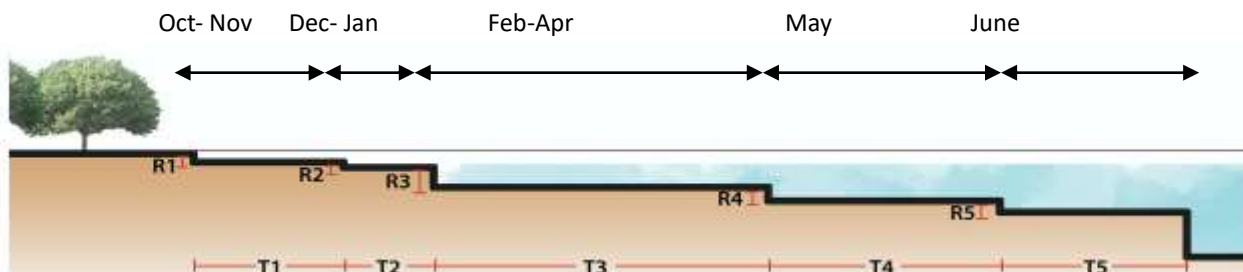 Oct- Nov Dec- Jan Feb-Apr May June
R1 R2 R3 R4 R5
T1 T2 T3 T4 T5